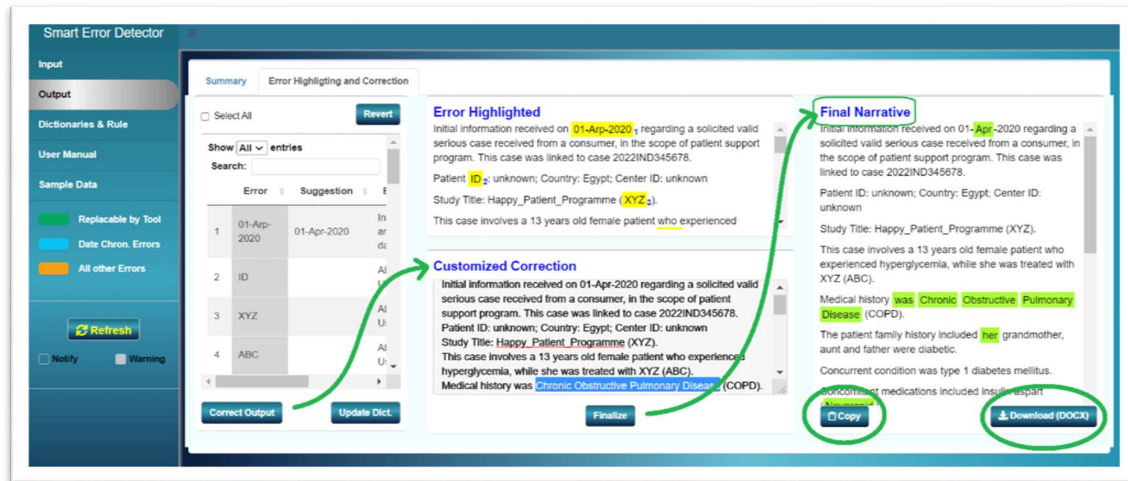 Smart Error Detector
Input
Output
Dictionaries & Rule
User Manual
Sample Data
Replacable by Tool
Date Chron. Errors
All other Errors
Refresh
Notify
Warning
Summary
Error Highligting and Correction
Select All
Revert
Show All entries
Search:
Error Suggestion
1 01-Arp-2020 01-Apr-2020
2 ID
3 XYZ
4 ABC
Correct Output
Update Dict.
Error Highlighted
Initial information received on 01-Arp-2020 1 regarding a solicited valid
serious case received from a consumer, in the scope of patient support
program. This case was linked to case 2022IND345678.
Patient ID 2: unknown; Country: Egypt; Center ID: unknown
Study Title: Happy_Patient_Programme (XYZ 3).
This case involves a 13 years old female patient who experienced
Customized Correction
Initial information received on 01-Apr-2020 regarding a solicited valid
serious case received from a consumer, in the scope of patient
support program. This case was linked to case 2022IND345678.
Patient ID: unknown; Country: Egypt; Center ID: unknown
Study Title: Happy_Patient_Programme (XYZ).
This case involves a 13 years old female patient who experienced
hyperglycemia, while she was treated with XYZ (ABC).
Medical history was Chronic Obstructive Pulmonary Disease (COPD).
Finalize
Final Narrative
Initial information received on 01-Apr-2020 regarding a
solicited valid serious case received from a consumer, in
the scope of patient support program. This case was
linked to case 2022IND345678.
Patient ID: unknown; Country: Egypt; Center ID:
unknown
Study Title: Happy_Patient_Programme (XYZ).
This case involves a 13 years old female patient who
experienced hyperglycemia, while she was treated with
XYZ (ABC).
Medical history was Chronic Obstructive Pulmonary
Disease (COPD).
The patient family history included her grandmother,
aunt and father were diabetic.
Concurrent condition was type 1 diabetes mellitus.
Concomitant medications included insulin aspart
Copy
Download (DOCX)